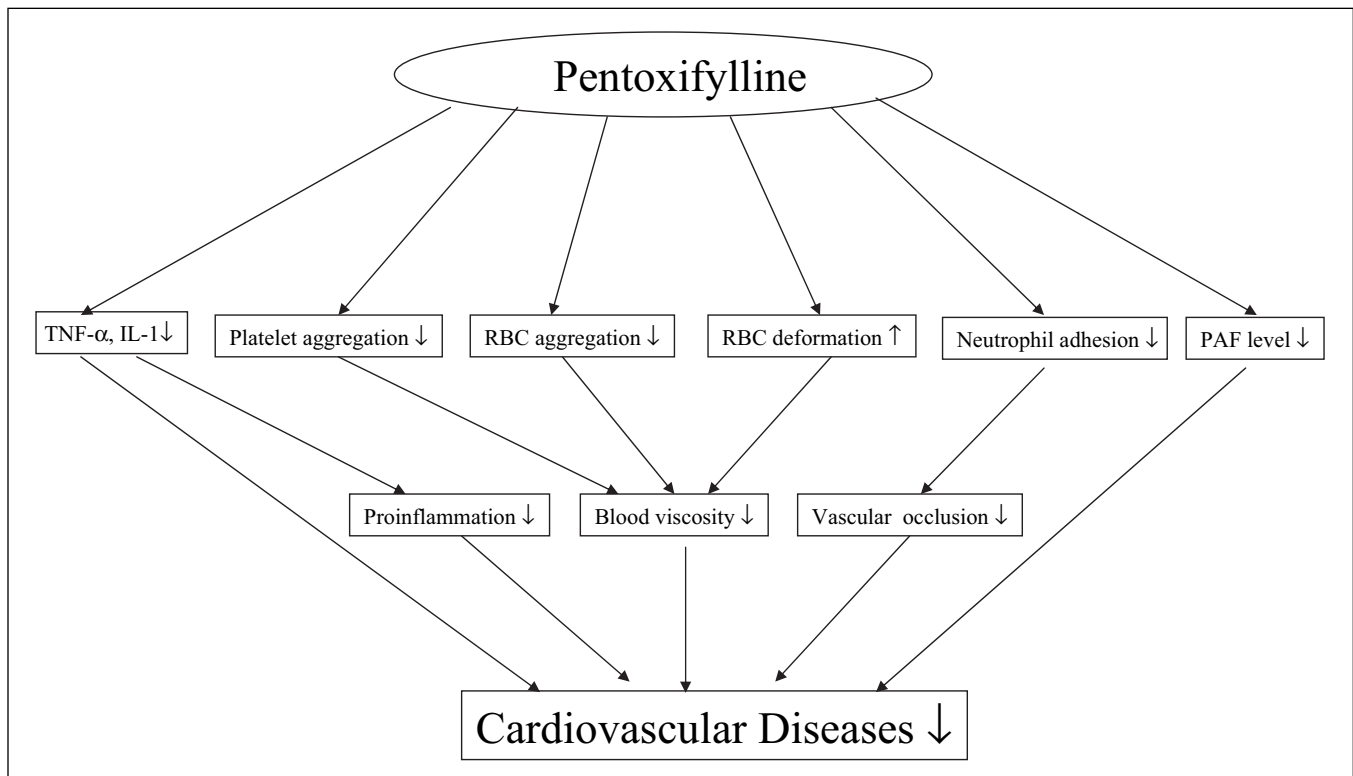 Pentoxifylline
TNF-α, IL-1↓
Platelet aggregation ↓
RBC aggregation ↓
RBC deformation ↑
Neutrophil adhesion ↓
PAF level ↓
Proinflammation ↓
Blood viscosity ↓
Vascular occlusion ↓
Cardiovascular Diseases ↓